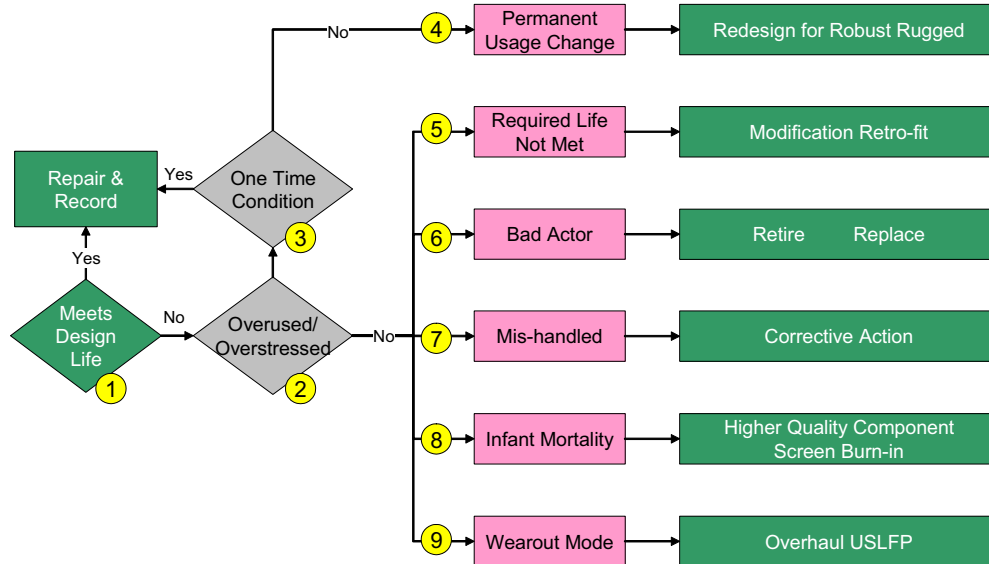 No
4
Permanent
Usage Change
Redesign for Robust Rugged
5
Required Life
Not Met
Modification Retro-fit
Repair &
Record
Yes
One Time
Condition
3
6
Bad Actor
Retire Replace
Yes
Meets
Design
Life
1
No
Overused/
Overstressed
2
No
7
Mis-handled
Corrective Action
8
Infant Mortality
Higher Quality Component
Screen Burn-in
9
Wearout Mode
Overhaul USLFP